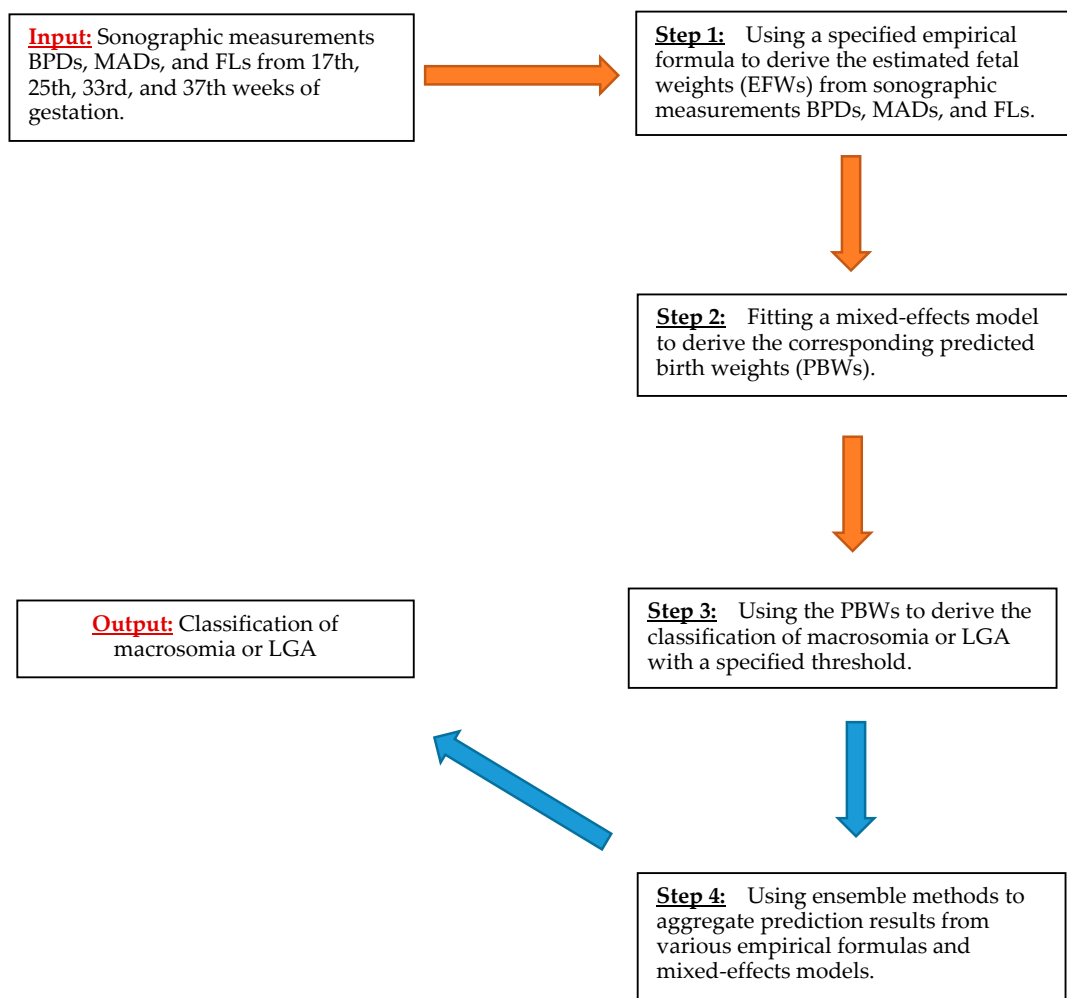 Input: Sonographic measurements
BPDs, MADs, and FLs from 17th,
25th, 33rd, and 37th weeks of
gestation.
Step 1: Using a specified empirical
formula to derive the estimated fetal
weights (EFWs) from sonographic
measurements BPDs, MADs, and FLs.
Step 2: Fitting a mixed-effects model
to derive the corresponding predicted
birth weights (PBWs).
Step 3: Using the PBWs to derive the
classification of macrosomia or LGA
with a specified threshold.
Step 4: Using ensemble methods to
aggregate prediction results from
various empirical formulas and
mixed-effects models.
Output: Classification of
macrosomia or LGA